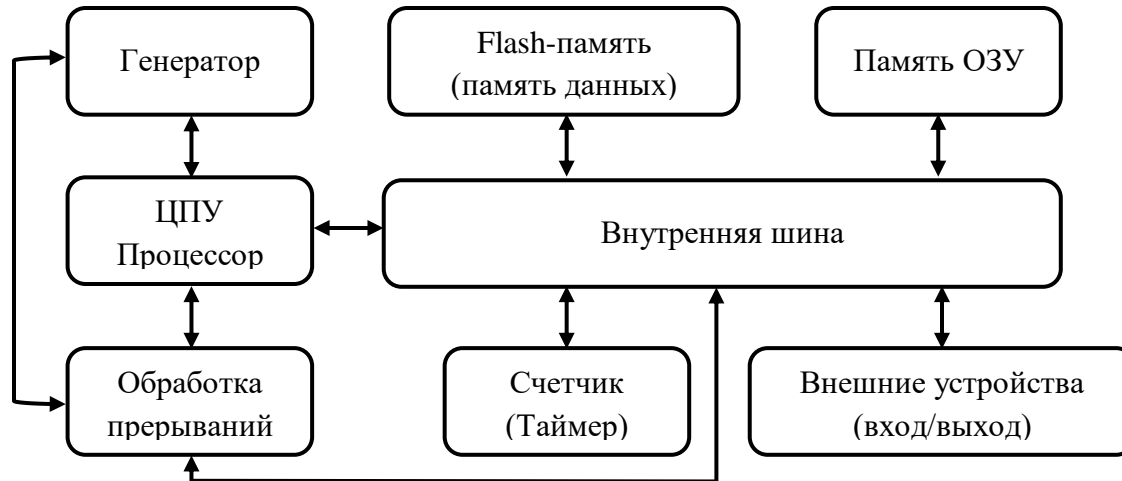 Генератор
Flash-память
(память данных)
Память ОЗУ
ЦПУ
Процессор
Внутренняя шина
Обработка
прерываний
Счетчик
(Таймер)
Внешние устройства
(вход/выход)